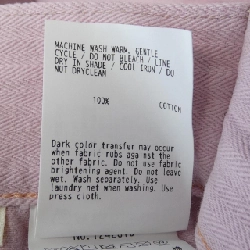 MACHINE WASH WARM, GENTLE
CYCLE / DO NOT BLEACH / LINE
DRY IN SHADE / COOL IRON / DO
NOT DRYCLEAN
100% COTTON
Dark color transfer may occur
when fabric rubs against the
other fabric. Do not use fabric
brightening agent. Do not leave
wet. Wash separately. Use
laundry net when washing. Use
press cloth.